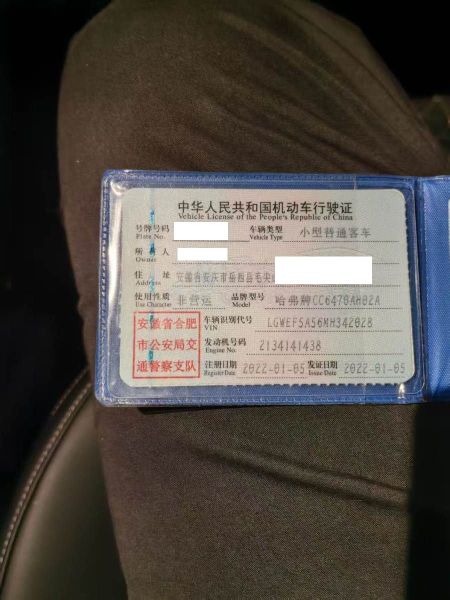 中华人民共和国机动车行驶证
Vehicle License of the People's Republic of China
号牌号码 车辆类型 小型普通客车
Plate No. Vehicle Type
所有人
Owner
住址 安徽省安庆市岳西县毛尖
Address
使用性质 非营运 品牌型号 哈弗牌CC6470AH02A
Use Character Model
安徽省合肥 车辆识别代号 LGWEF5A56MH342028
VIN
市公安局交 发动机号码 2134141438
Engine No.
通警察支队 注册日期 2022-01-05 发证日期 2022-01-05
Register Date Issue Date